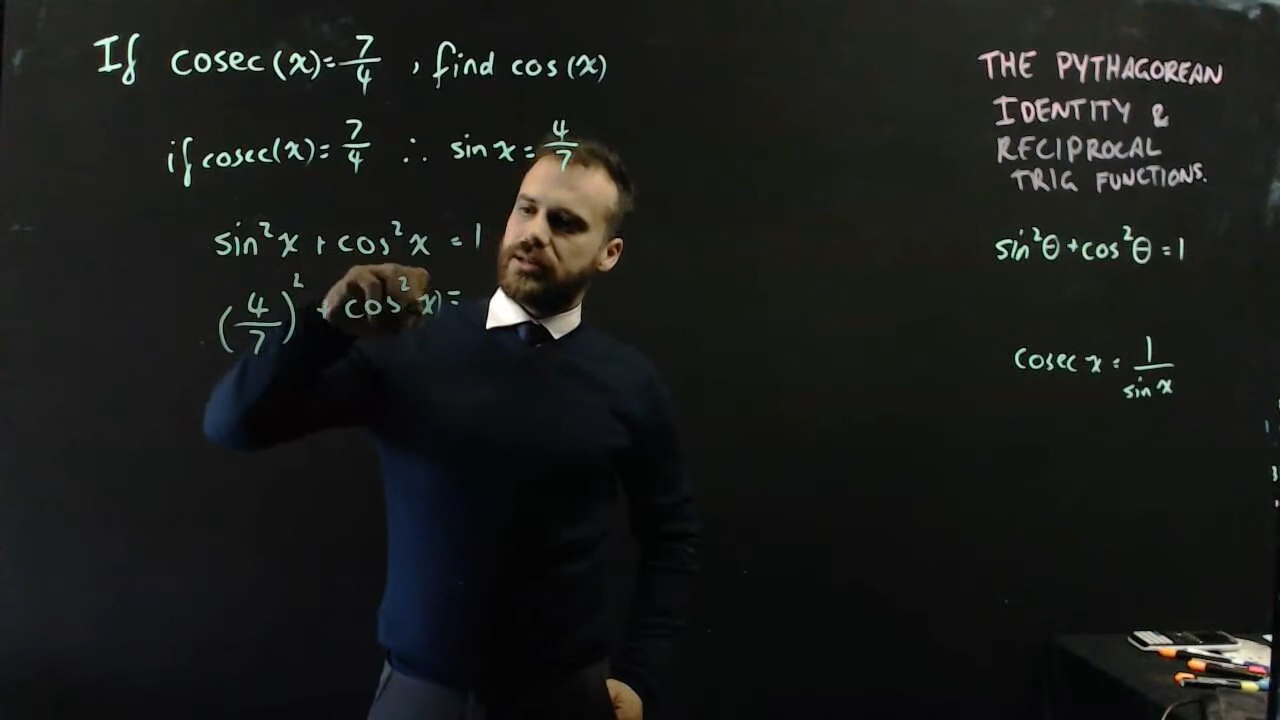 If cosec(x)=7/4, find cos(x)
if cosec(x)=7/4 ∴ sin x = 4/7
sin²x + cos²x = 1
(4/7)² + cos²x) =
THE PYTHAGOREAN
IDENTITY &
RECIPROCAL
TRIG FUNCTIONS.
sin²θ + cos²θ = 1
cosec x = 1/sin x